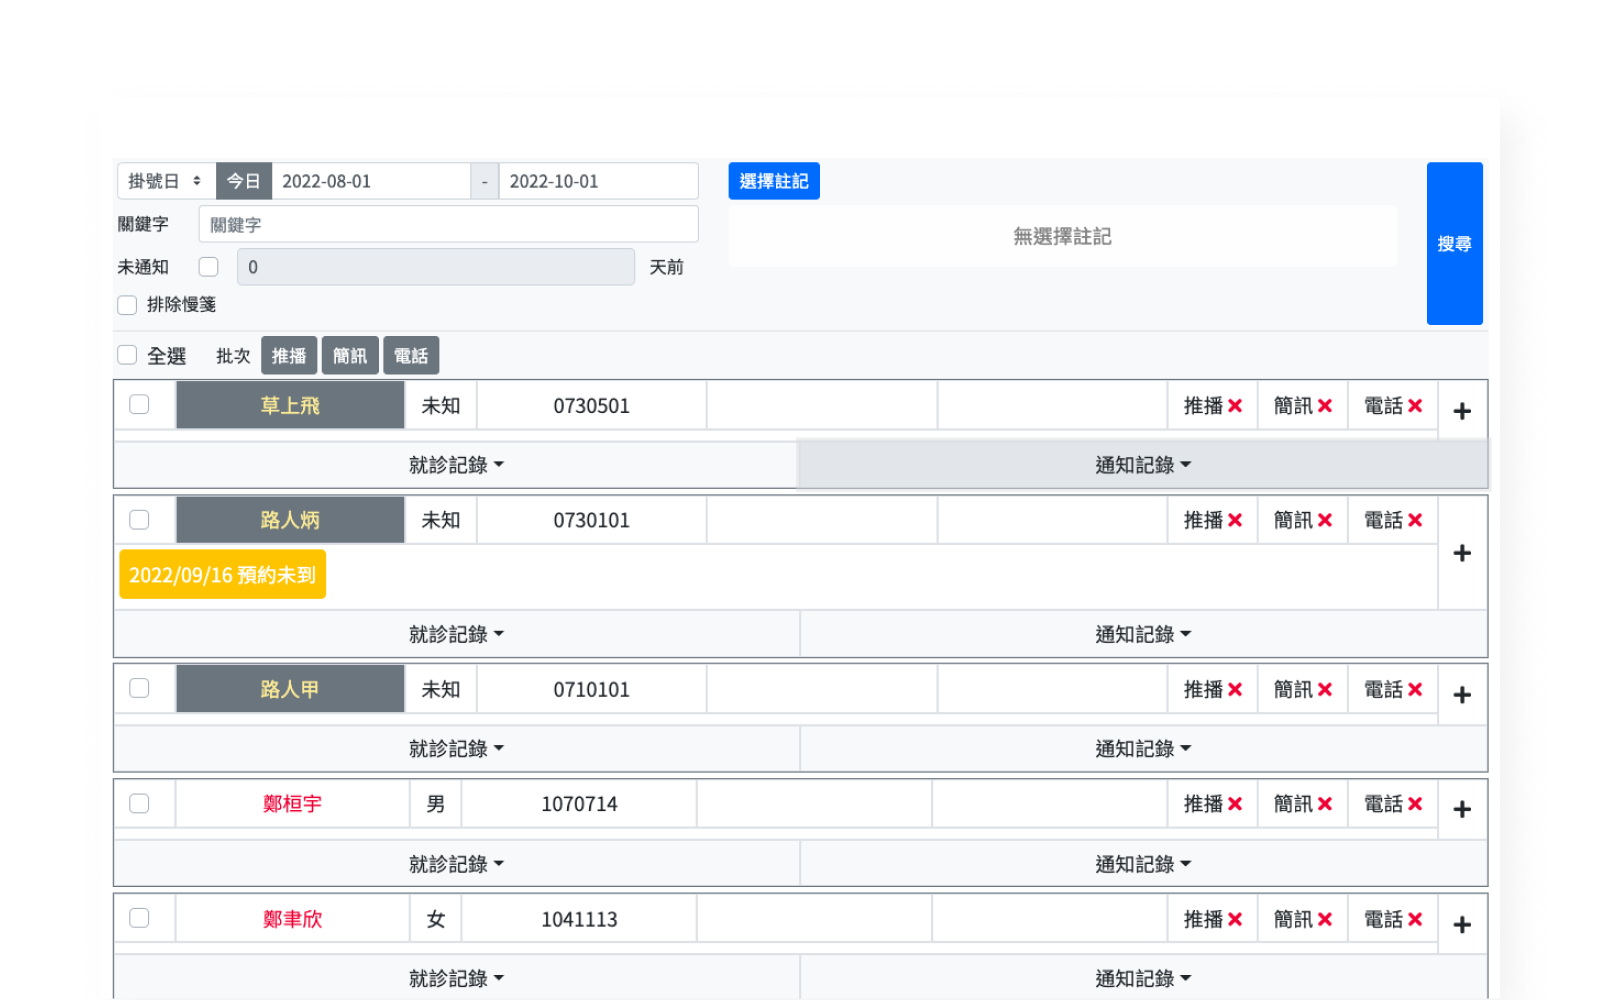 掛號日 今日 2022-08-01 - 2022-10-01 選擇註記
關鍵字 關鍵字 無選擇註記 搜尋
未通知 0 天前
排除慢箋
全選 批次 推播 簡訊 電話
草上飛 未知 0730501 推播 簡訊 電話
就診記錄 通知記錄
路人炳 未知 0730101 推播 簡訊 電話
2022/09/16 預約未到
就診記錄 通知記錄
路人甲 未知 0710101 推播 簡訊 電話
就診記錄 通知記錄
鄭桓宇 男 1070714 推播 簡訊 電話
就診記錄 通知記錄
鄭聿欣 女 1041113 推播 簡訊 電話
就診記錄 通知記錄